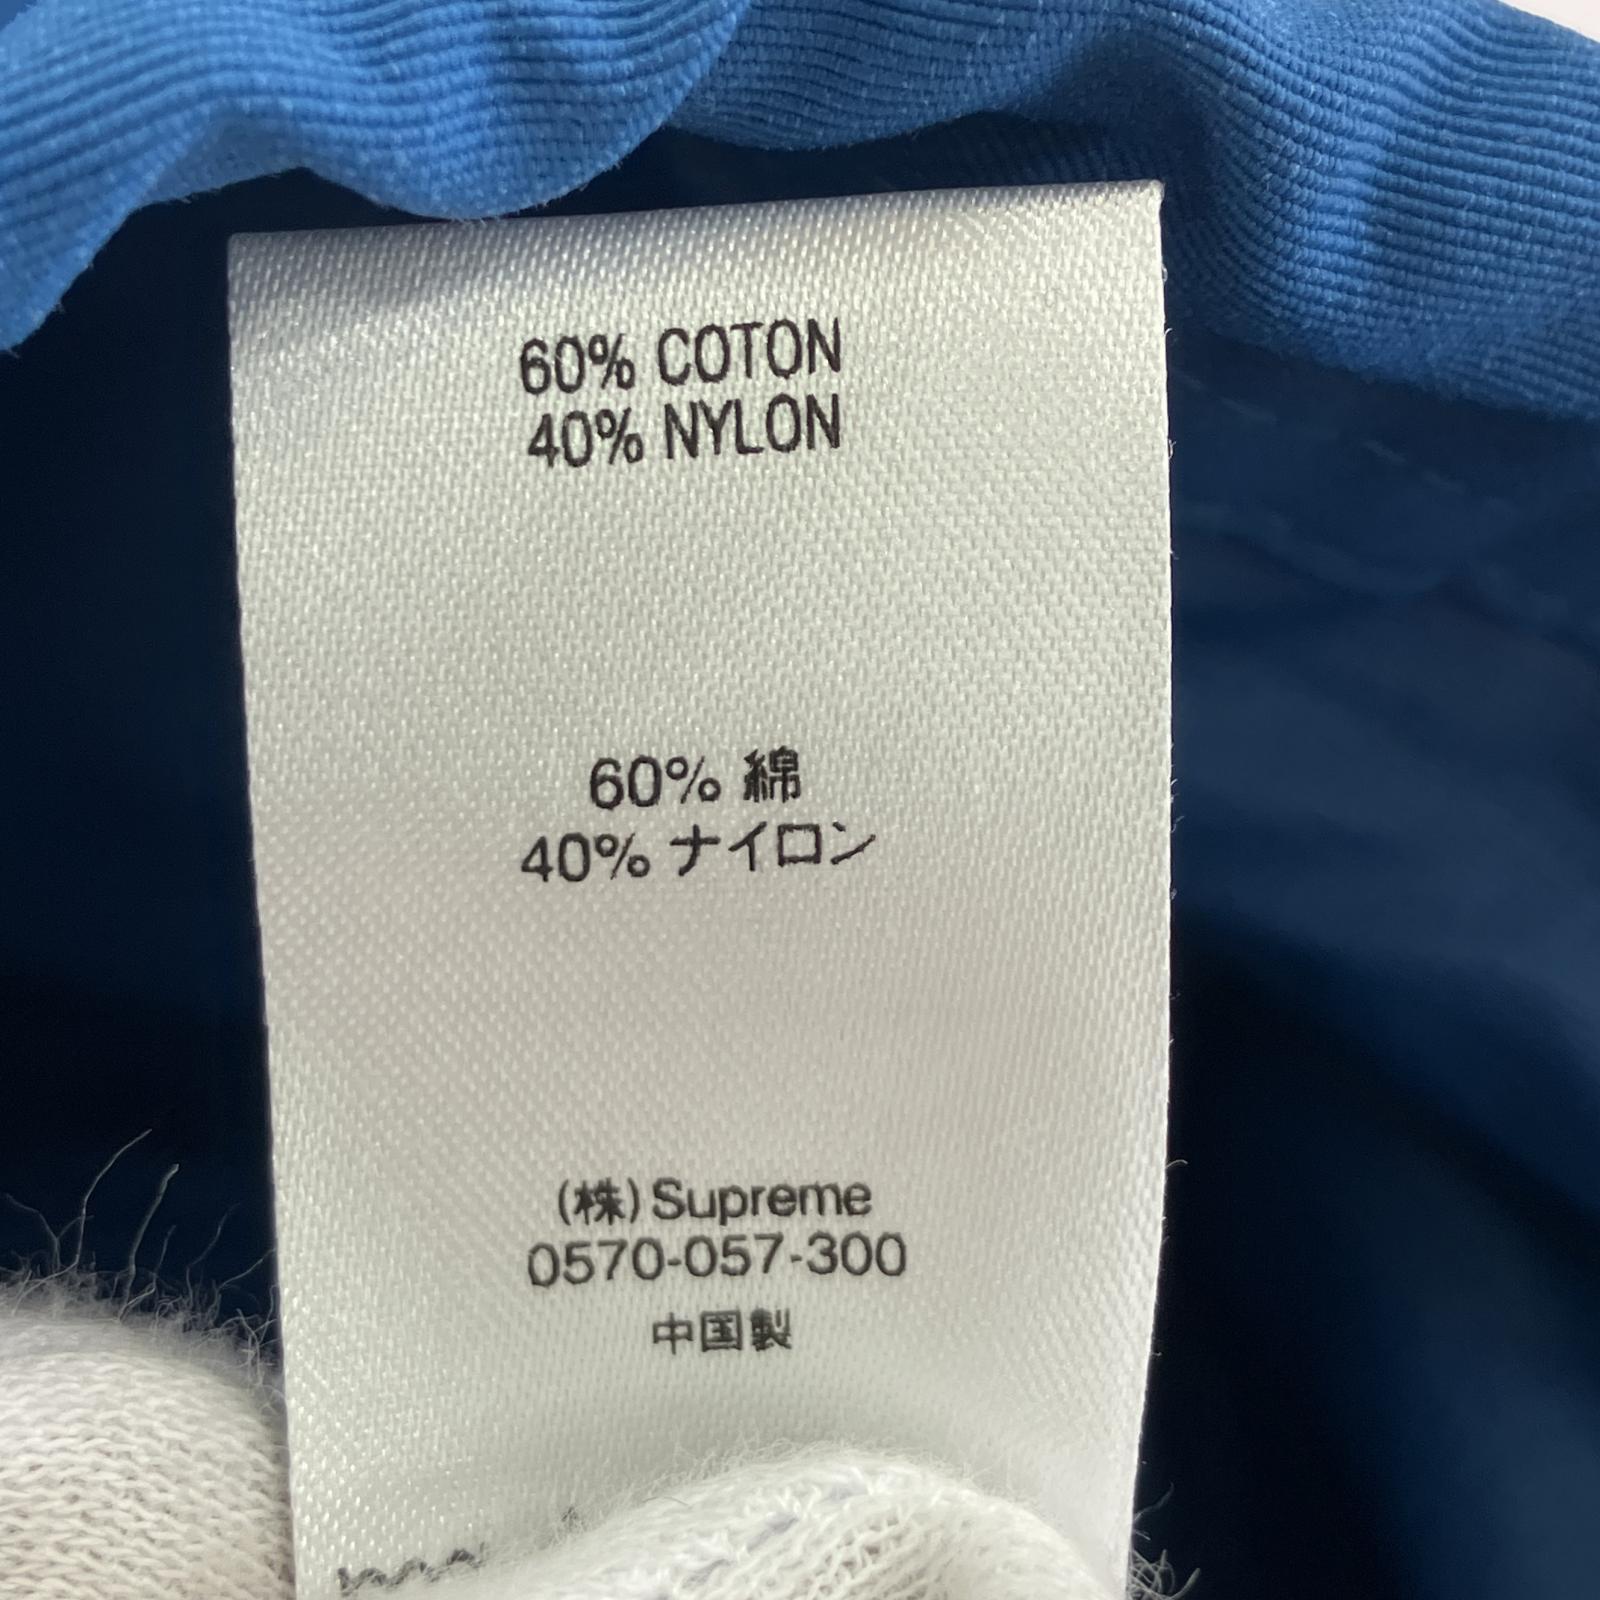 60% COTON
40% NYLON
60% 綿
40% ナイロン
(株) Supreme
0570-057-300
中国製